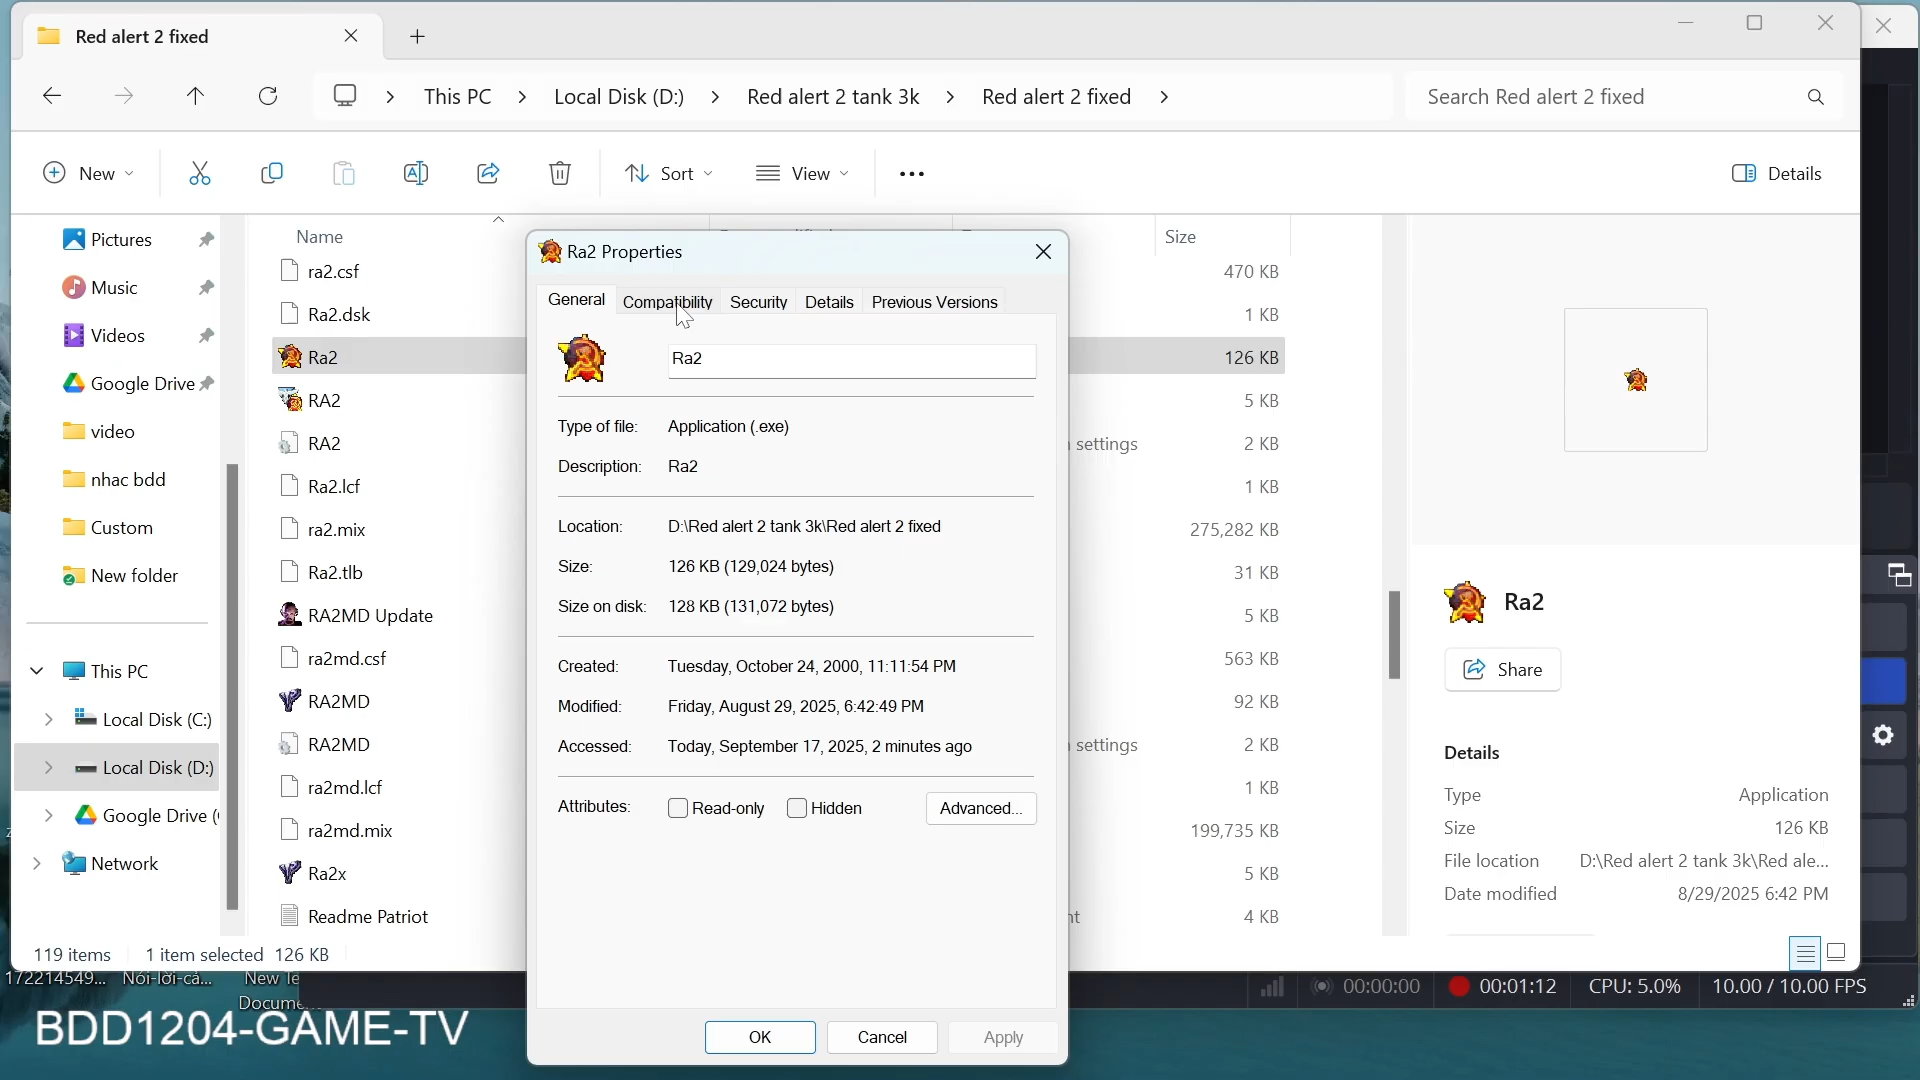 Red alert 2 fixed
This PC > Local Disk (D:) > Red alert 2 tank 3k > Red alert 2 fixed >
Search Red alert 2 fixed
New
Sort
View
Details
Pictures
Music
Videos
Google Drive
video
nhac bdd
Custom
New folder
This PC
Local Disk (C:)
Local Disk (D:)
Google Drive (
Network
Name
Size
ra2.csf 470 KB
Ra2.dsk 1 KB
Ra2 126 KB
RA2 5 KB
RA2 settings 2 KB
Ra2.lcf 1 KB
ra2.mix 275,282 KB
Ra2.tlb 31 KB
RA2MD Update 5 KB
ra2md.csf 563 KB
RA2MD 92 KB
RA2MD settings 2 KB
ra2md.lcf 1 KB
ra2md.mix 199,735 KB
Ra2x 5 KB
Readme Patriot 4 KB
Ra2 Properties
General Compatibility Security Details Previous Versions
Ra2
Type of file: Application (.exe)
Description: Ra2
Location: D:\Red alert 2 tank 3k\Red alert 2 fixed
Size: 126 KB (129,024 bytes)
Size on disk: 128 KB (131,072 bytes)
Created: Tuesday, October 24, 2000, 11:11:54 PM
Modified: Friday, August 29, 2025, 6:42:49 PM
Accessed: Today, September 17, 2025, 2 minutes ago
Attributes: Read-only Hidden Advanced...
OK Cancel Apply
Ra2
Share
Details
Type Application
Size 126 KB
File location D:\Red alert 2 tank 3k\Red ale...
Date modified 8/29/2025 6:42 PM
119 items 1 item selected 126 KB
172214549... Nói-lời-cả... New Te
Docume
00:00:00 00:01:12 CPU: 5.0% 10.00 / 10.00 FPS
BDD1204-GAME-TV